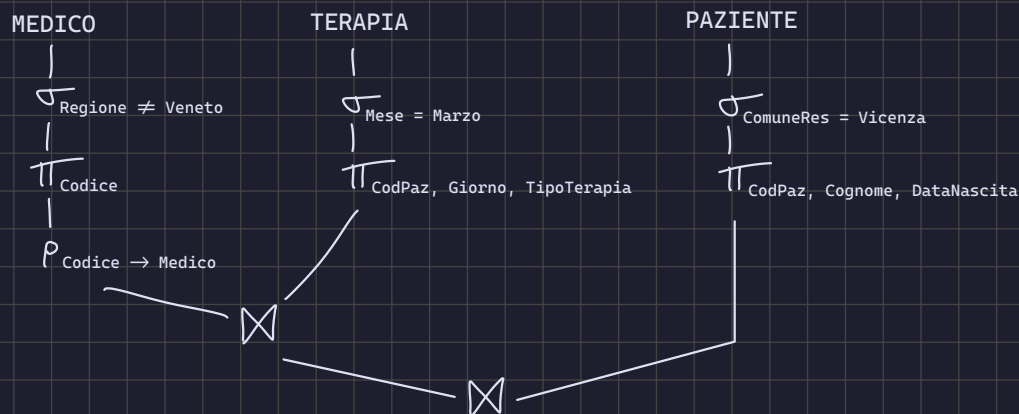 MEDICO
TERAPIA
PAZIENTE
σ Regione ≠ Veneto
σ Mese = Marzo
σ ComuneRes = Vicenza
π Codice
π CodPaz, Giorno, TipoTerapia
π CodPaz, Cognome, DataNascita
ρ Codice → Medico
⋈
⋈